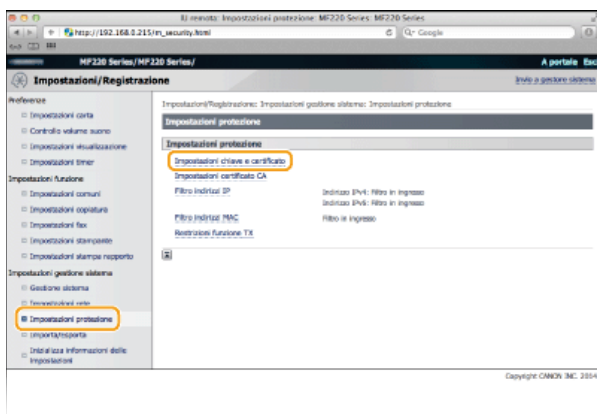 IU remota: Impostazioni protezione: MF220 Series: MF220 Series
http://192.168.0.215/m_security.html
Google
MF220 Series/MF220 Series/
A portale
Impostazioni/Registrazione
Invio a gestore sistema
Preferenze
Impostazioni carta
Controllo volume suono
Impostazioni visualizzazione
Impostazioni timer
Impostazioni funzione
Impostazioni comuni
Impostazioni copiatura
Impostazioni fax
Impostazioni stampante
Impostazioni stampa rapporto
Impostazioni gestione sistema
Gestione sistema
Impostazioni rete
Impostazioni protezione
Importa/esporta
Inizializza informazioni delle
impostazioni
Impostazioni/Registrazione: Impostazioni gestione sistema: Impostazioni protezione
Impostazioni protezione
Impostazioni protezione
Impostazioni chiave e certificato
Impostazioni certificato CA
Filtro indirizzi IP
Indirizzo IPv4: Filtro in ingresso
Indirizzo IPv6: Filtro in ingresso
Filtro indirizzi MAC
Filtro in ingresso
Restrizioni funzione TX
Copyright CANON INC. 2014